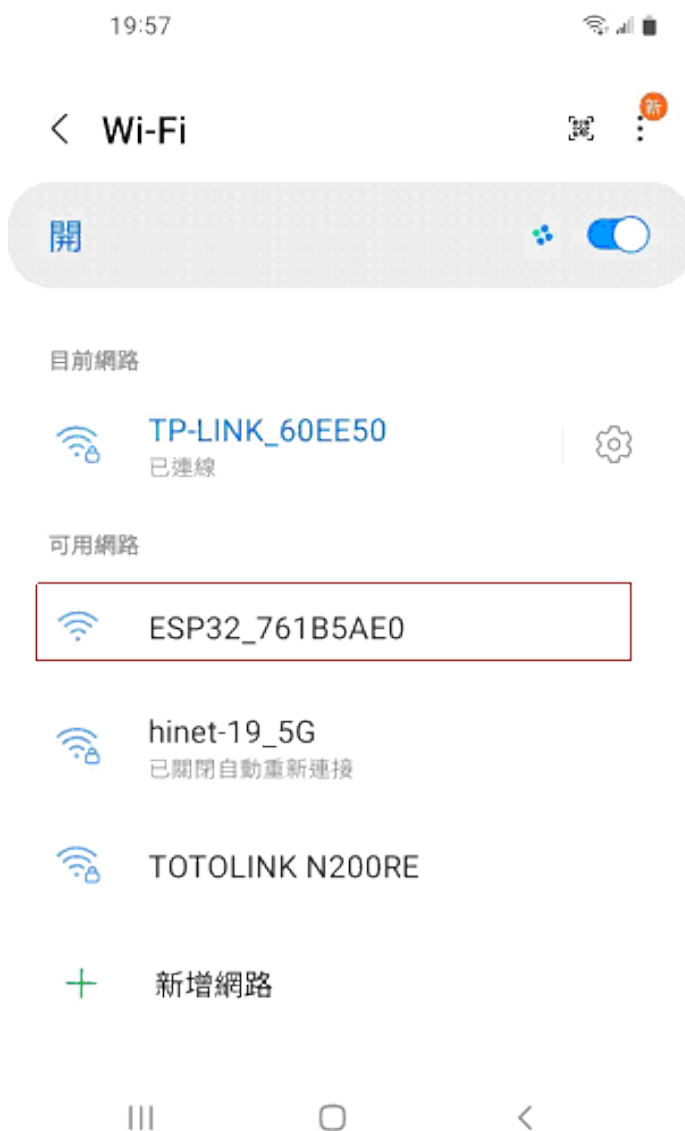 19:57
Wi-Fi
新
開
目前網路
TP-LINK_60EE50
已連線
可用網路
ESP32_761B5AE0
hinet-19_5G
已關閉自動重新連接
TOTOLINK N200RE
新增網路